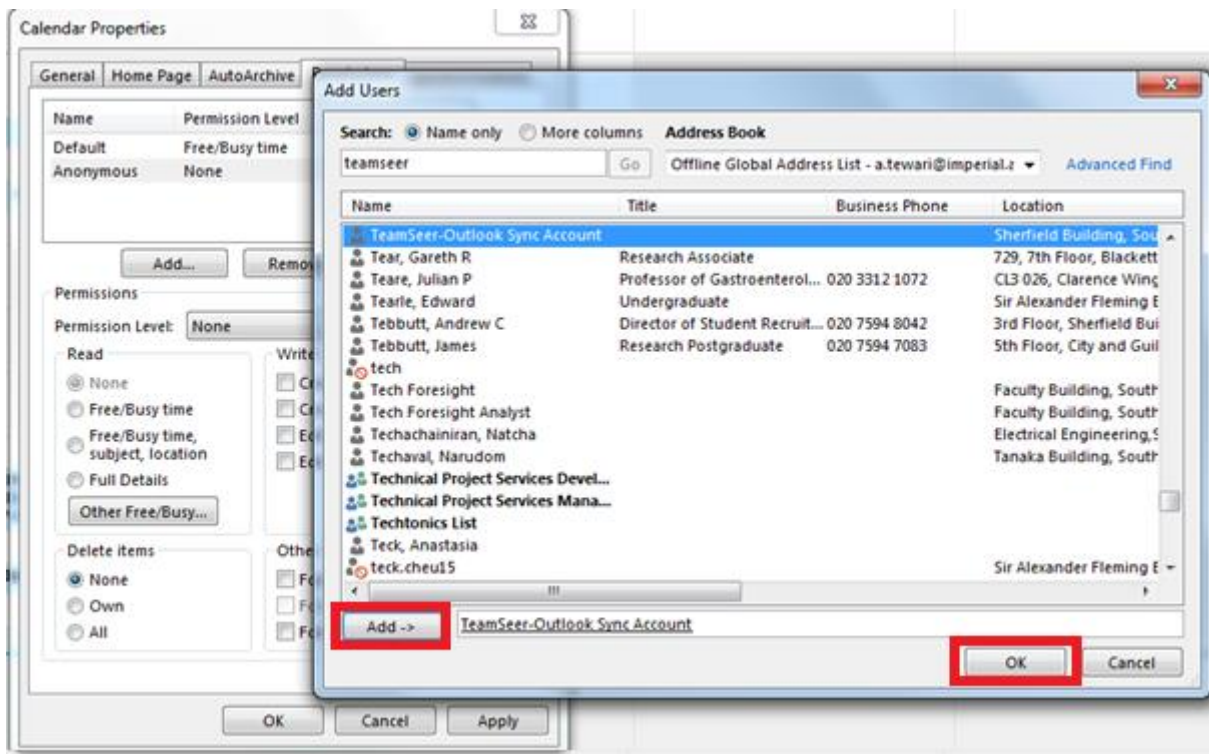 Calendar Properties
General Home Page AutoArchive
Name Permission Level
Default Free/Busy time
Anonymous None
Add...
Permissions
Permission Level: None
Read
None
Free/Busy time
Free/Busy time,
subject, location
Full Details
Other Free/Busy...
Delete items
None
Own
All
OK Cancel Apply
Add Users
Search: Name only More columns Address Book
teamseer Go Offline Global Address List - a.tewari@imperial.a Advanced Find
Name Title Business Phone Location
TeamSeer-Outlook Sync Account Sherfield Building, Sou
Tear, Gareth R Research Associate 729, 7th Floor, Blackett
Teare, Julian P Professor of Gastroenterol... 020 3312 1072 CL3 026, Clarence Wing
Tearle, Edward Undergraduate Sir Alexander Fleming B
Tebbutt, Andrew C Director of Student Recruit... 020 7594 8042 3rd Floor, Sherfield Bui
Tebbutt, James Research Postgraduate 020 7594 7083 5th Floor, City and Guil
tech
Tech Foresight Faculty Building, South
Tech Foresight Analyst Faculty Building, South
Techachainiran, Natcha Electrical Engineering, S
Techaval, Narudom Tanaka Building, South
Technical Project Services Devel...
Technical Project Services Mana...
Techtonics List
Teck, Anastasia
teck.cheu15 Sir Alexander Fleming B
Add -> TeamSeer-Outlook Sync Account
OK Cancel